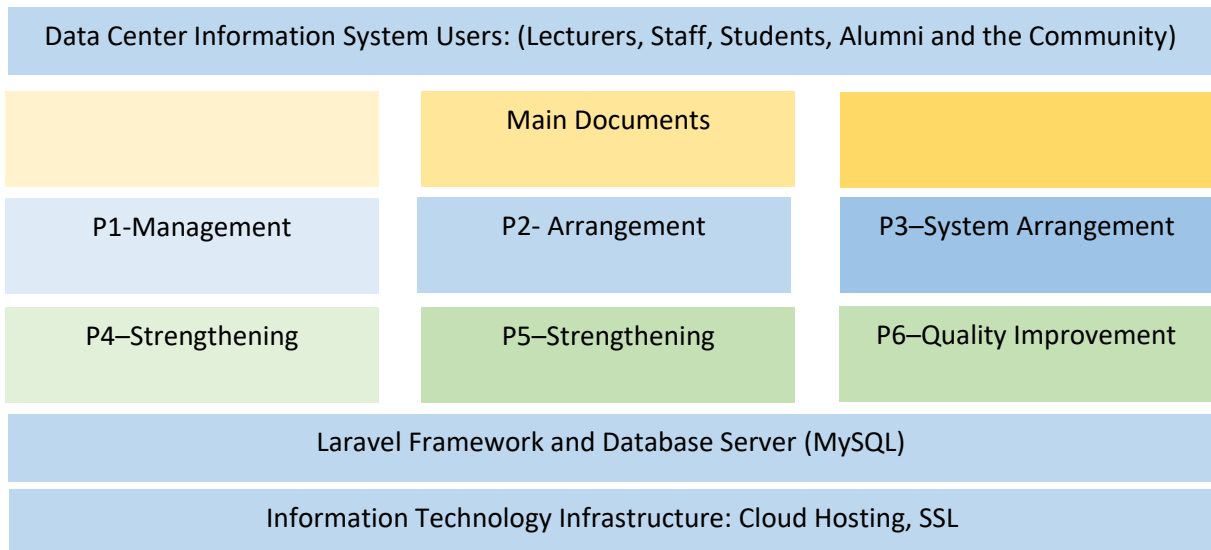 Data Center Information System Users: (Lecturers, Staff, Students, Alumni and the Community)
Main Documents
P1-Management
P2- Arrangement
P3–System Arrangement
P4–Strengthening
P5–Strengthening
P6–Quality Improvement
Laravel Framework and Database Server (MySQL)
Information Technology Infrastructure: Cloud Hosting, SSL